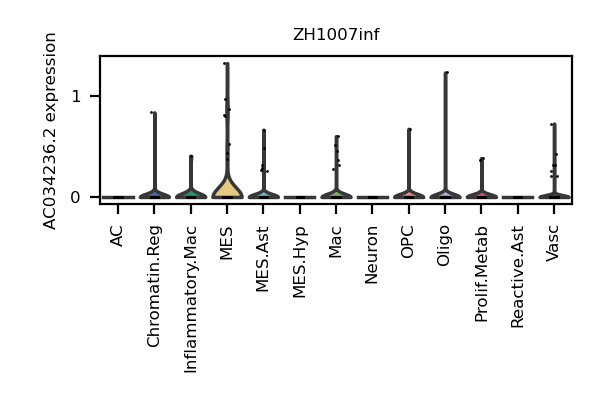 ZH1007inf
AC034236.2 expression
1
0
AC
Chromatin.Reg
Inflammatory.Mac
MES
MES.Ast
MES.Hyp
Mac
Neuron
OPC
Oligo
Prolif.Metab
Reactive.Ast
Vasc